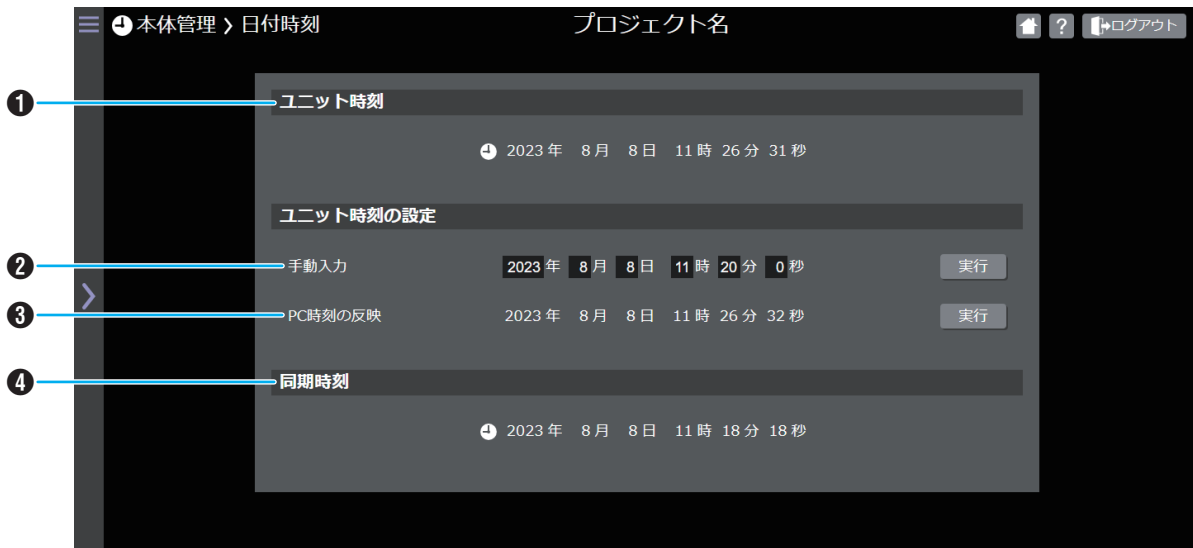 本体管理 > 日付時刻 プロジェクト名 ? ログアウト
❶ ユニット時刻
2023 年 8 月 8 日 11 時 26 分 31 秒
ユニット時刻の設定
❷ 手動入力 2023 年 8 月 8 日 11 時 20 分 0 秒 実行
❸ PC時刻の反映 2023 年 8 月 8 日 11 時 26 分 32 秒 実行
❹ 同期時刻
2023 年 8 月 8 日 11 時 18 分 18 秒